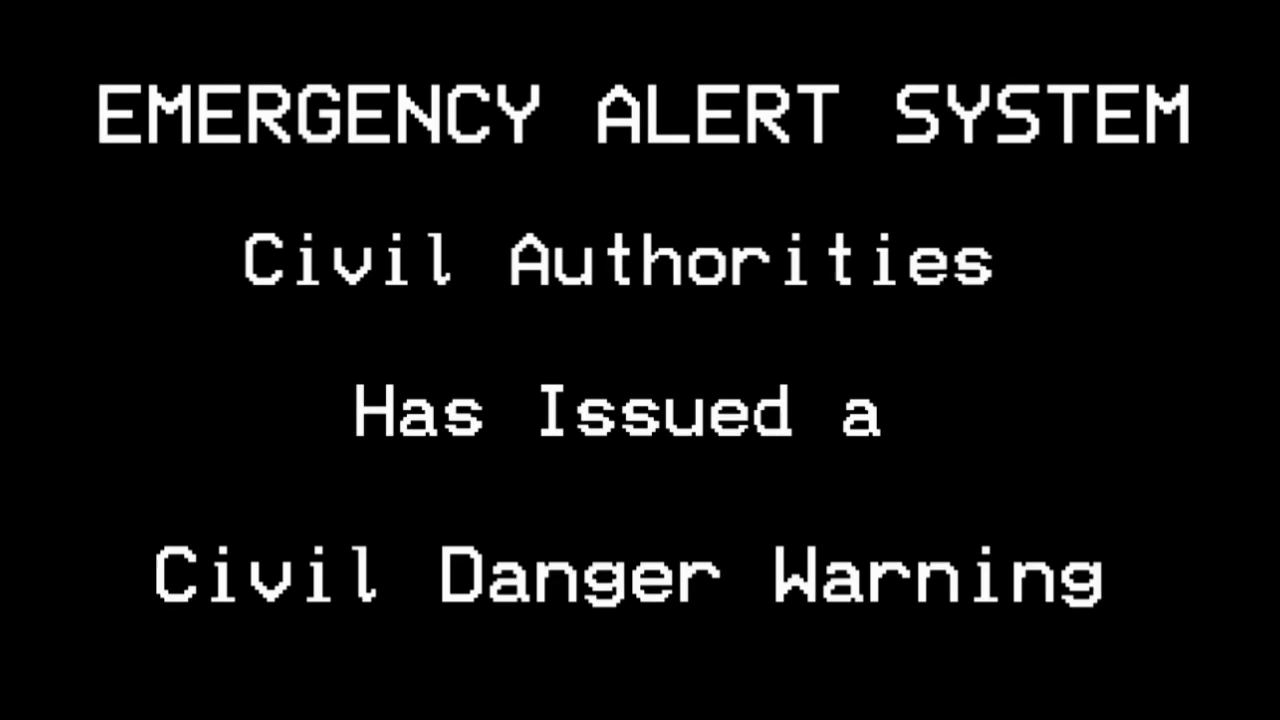 EMERGENCY ALERT SYSTEM
Civil Authorities
Has Issued a
Civil Danger Warning